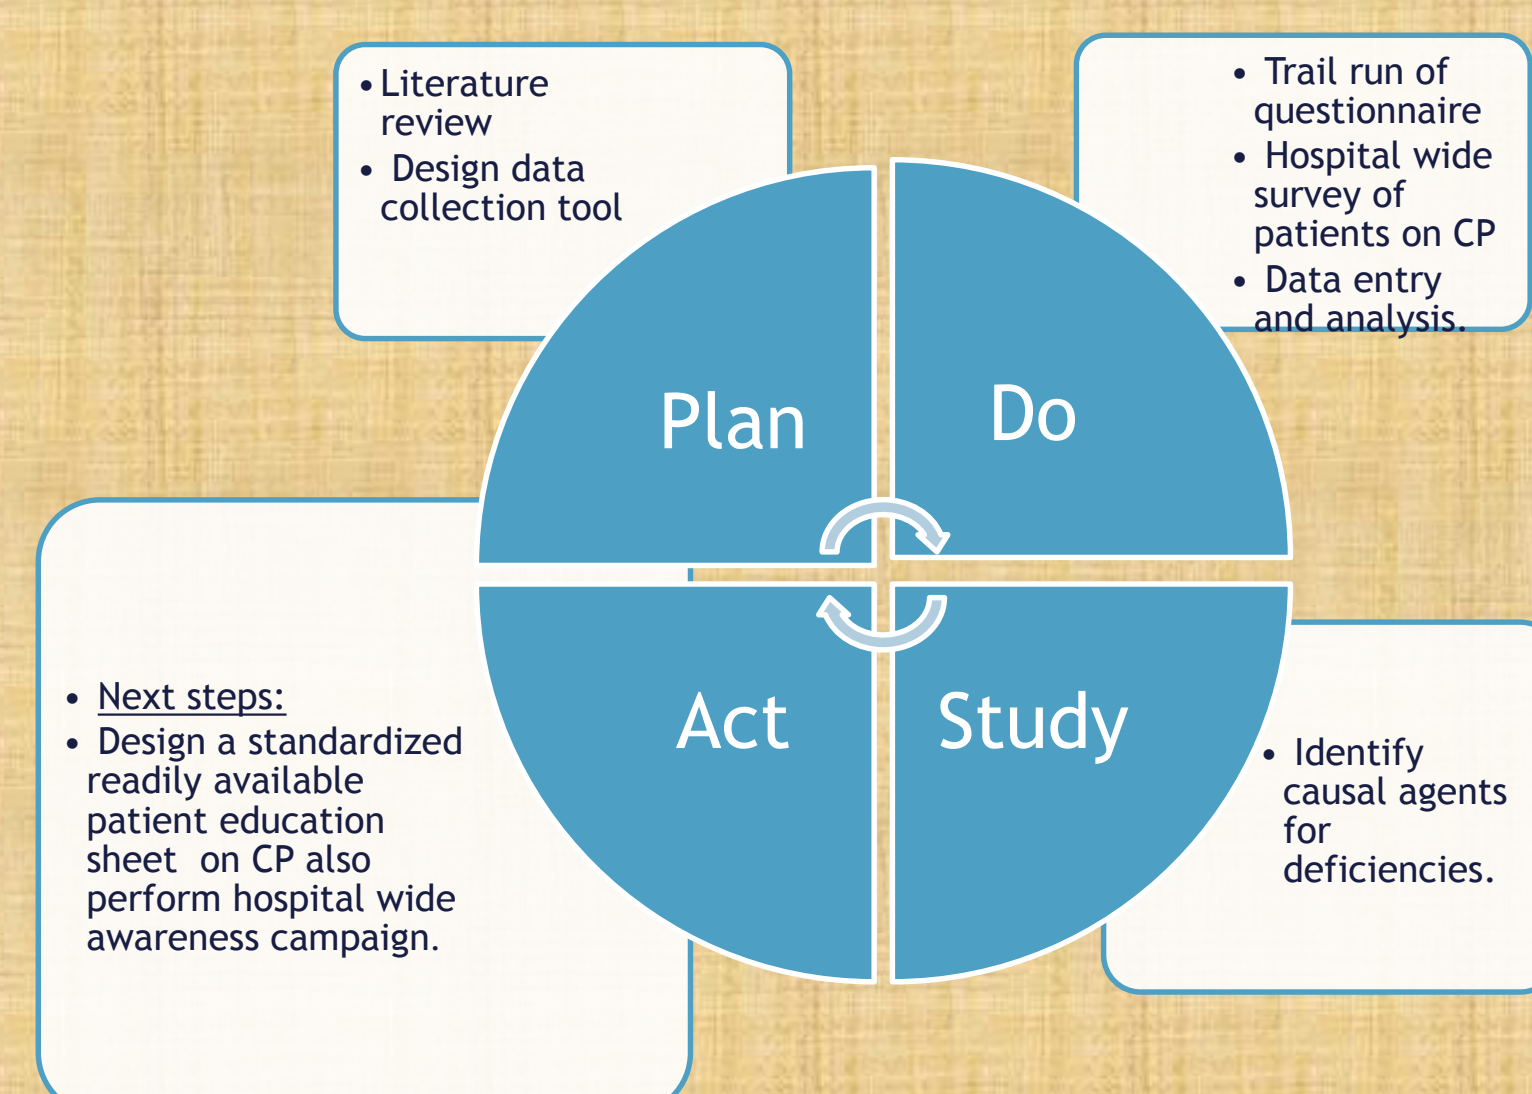 • Literature
review
• Design data
collection tool
• Trail run of
questionnaire
• Hospital wide
survey of
patients on CP
• Data entry
and analysis.
Plan
Do
Act
Study
• Next steps:
• Design a standardized
readily available
patient education
sheet on CP also
perform hospital wide
awareness campaign.
• Identify
causal agents
for
deficiencies.